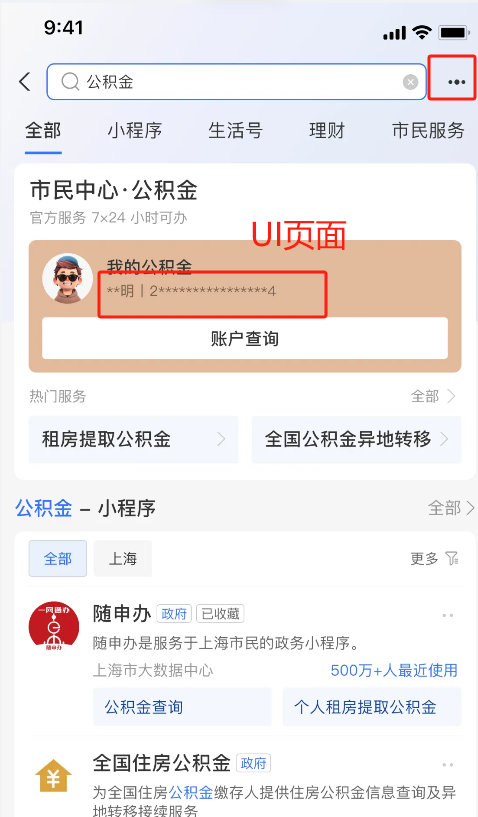 9:41
公积金
全部 小程序 生活号 理财 市民服务
市民中心·公积金
官方服务 7×24 小时可办
UI页面
我的公积金
**明丨2****************4
账户查询
热门服务 全部
租房提取公积金 全国公积金异地转移
公积金 – 小程序 全部
全部 上海 更多
一网通办
随申办
随申办 政府 已收藏
随申办是服务于上海市民的政务小程序。
上海市大数据中心 500万+人最近使用
公积金查询 个人租房提取公积金
全国住房公积金 政府
为全国住房公积金缴存人提供住房公积金信息查询及异
地转移接续服务